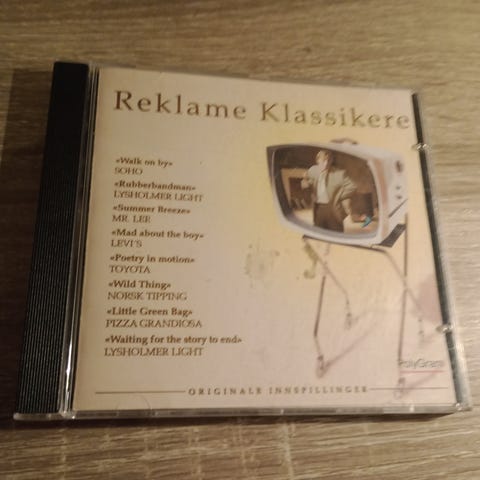 Reklame Klassikere
«Walk on by»
SOHO
«Rubberbandman»
LYSHOLMER LIGHT
«Summer Breeze»
MR. LEE
«Mad about the boy»
LEVI'S
«Poetry in motion»
TOYOTA
«Wild Thing»
NORSK TIPPING
«Little Green Bag»
PIZZA GRANDIOSA
«Waiting for the story to end»
LYSHOLMER LIGHT
PolyGram
ORIGINALE INNSPILLINGER